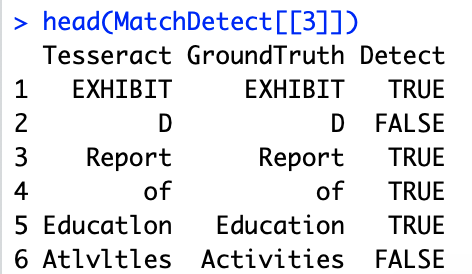 > head(MatchDetect[[3]])
Tesseract GroundTruth Detect
1 EXHIBIT EXHIBIT TRUE
2 D D FALSE
3 Report Report TRUE
4 of of TRUE
5 Educatlon Education TRUE
6 Atlvltles Activities FALSE